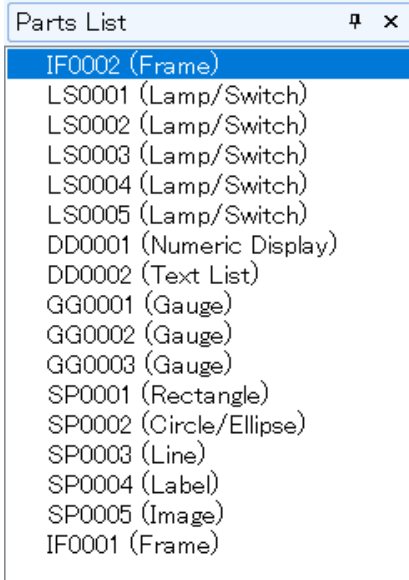 Parts List
IF0002 (Frame)
LS0001 (Lamp/Switch)
LS0002 (Lamp/Switch)
LS0003 (Lamp/Switch)
LS0004 (Lamp/Switch)
LS0005 (Lamp/Switch)
DD0001 (Numeric Display)
DD0002 (Text List)
GG0001 (Gauge)
GG0002 (Gauge)
GG0003 (Gauge)
SP0001 (Rectangle)
SP0002 (Circle/Ellipse)
SP0003 (Line)
SP0004 (Label)
SP0005 (Image)
IF0001 (Frame)